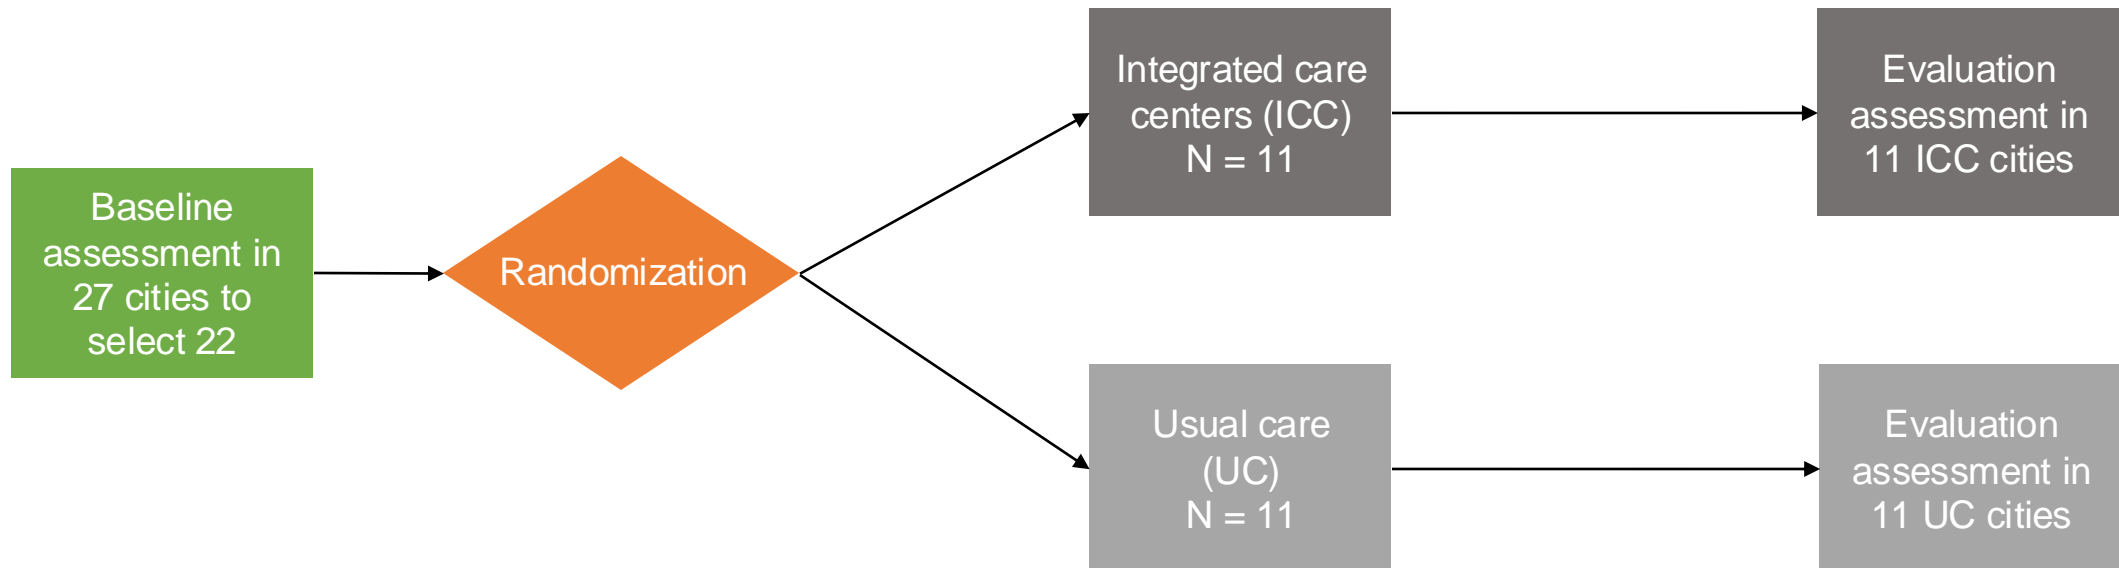 Baseline
assessment in
27 cities to
select 22
Randomization
Integrated care
centers (ICC)
N = 11
Evaluation
assessment in
11 ICC cities
Usual care
(UC)
N = 11
Evaluation
assessment in
11 UC cities